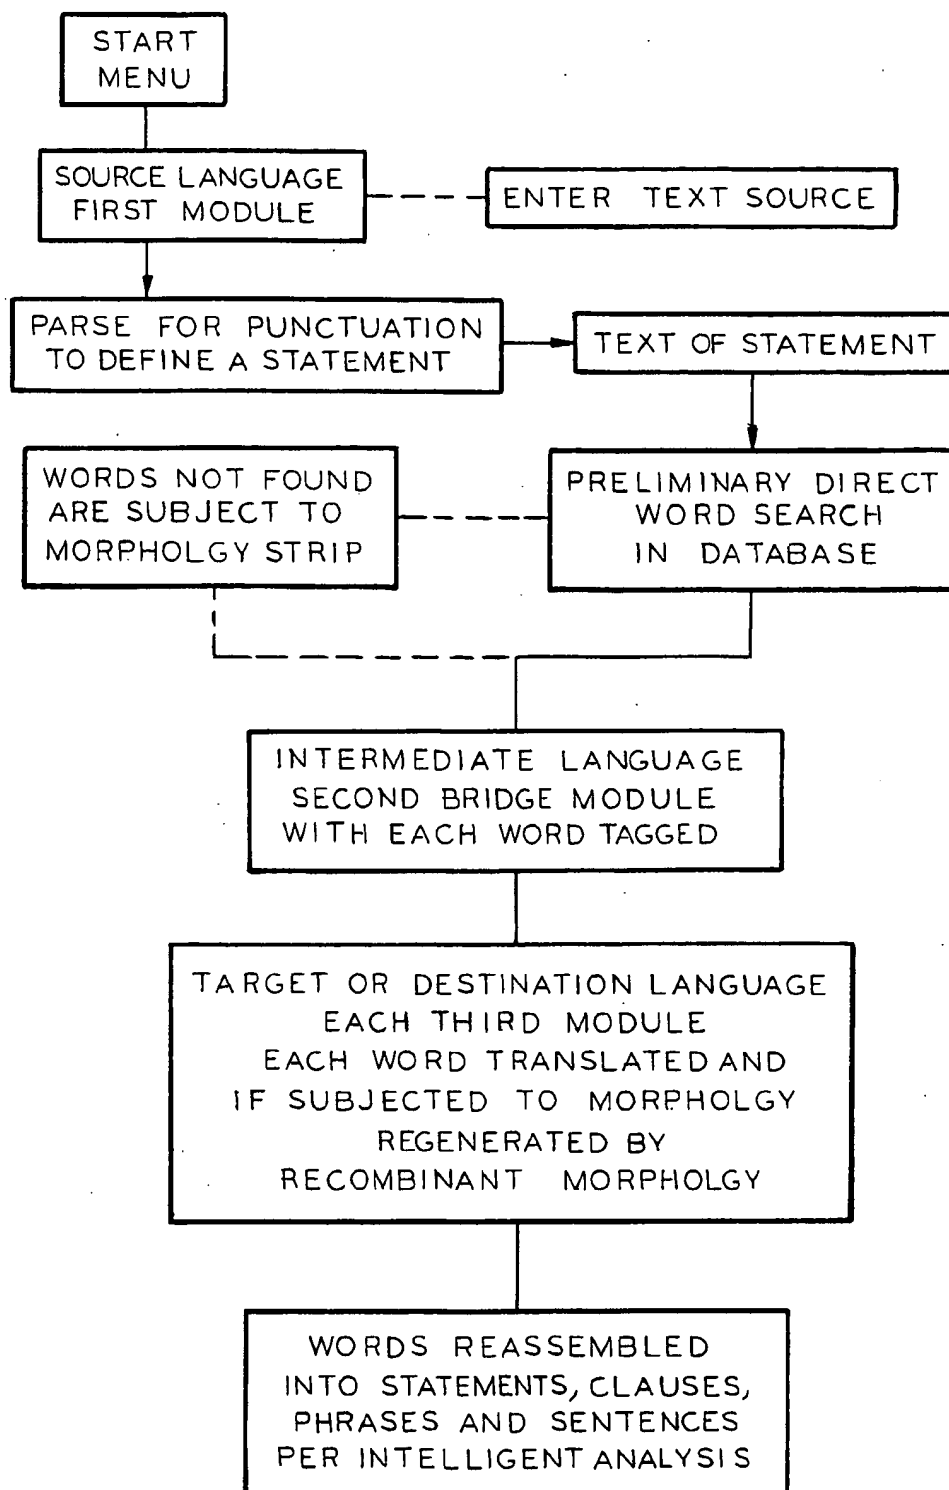 START
MENU
SOURCE LANGUAGE
FIRST MODULE
ENTER TEXT SOURCE
PARSE FOR PUNCTUATION
TO DEFINE A STATEMENT
TEXT OF STATEMENT
WORDS NOT FOUND
ARE SUBJECT TO
MORPHOLGY STRIP
PRELIMINARY DIRECT
WORD SEARCH
IN DATABASE
INTERMEDIATE LANGUAGE
SECOND BRIDGE MODULE
WITH EACH WORD TAGGED
TARGET OR DESTINATION LANGUAGE
EACH THIRD MODULE
EACH WORD TRANSLATED AND
IF SUBJECTED TO MORPHOLGY
REGENERATED BY
RECOMBINANT MORPHOLGY
WORDS REASSEMBLED
INTO STATEMENTS, CLAUSES,
PHRASES AND SENTENCES
PER INTELLIGENT ANALYSIS